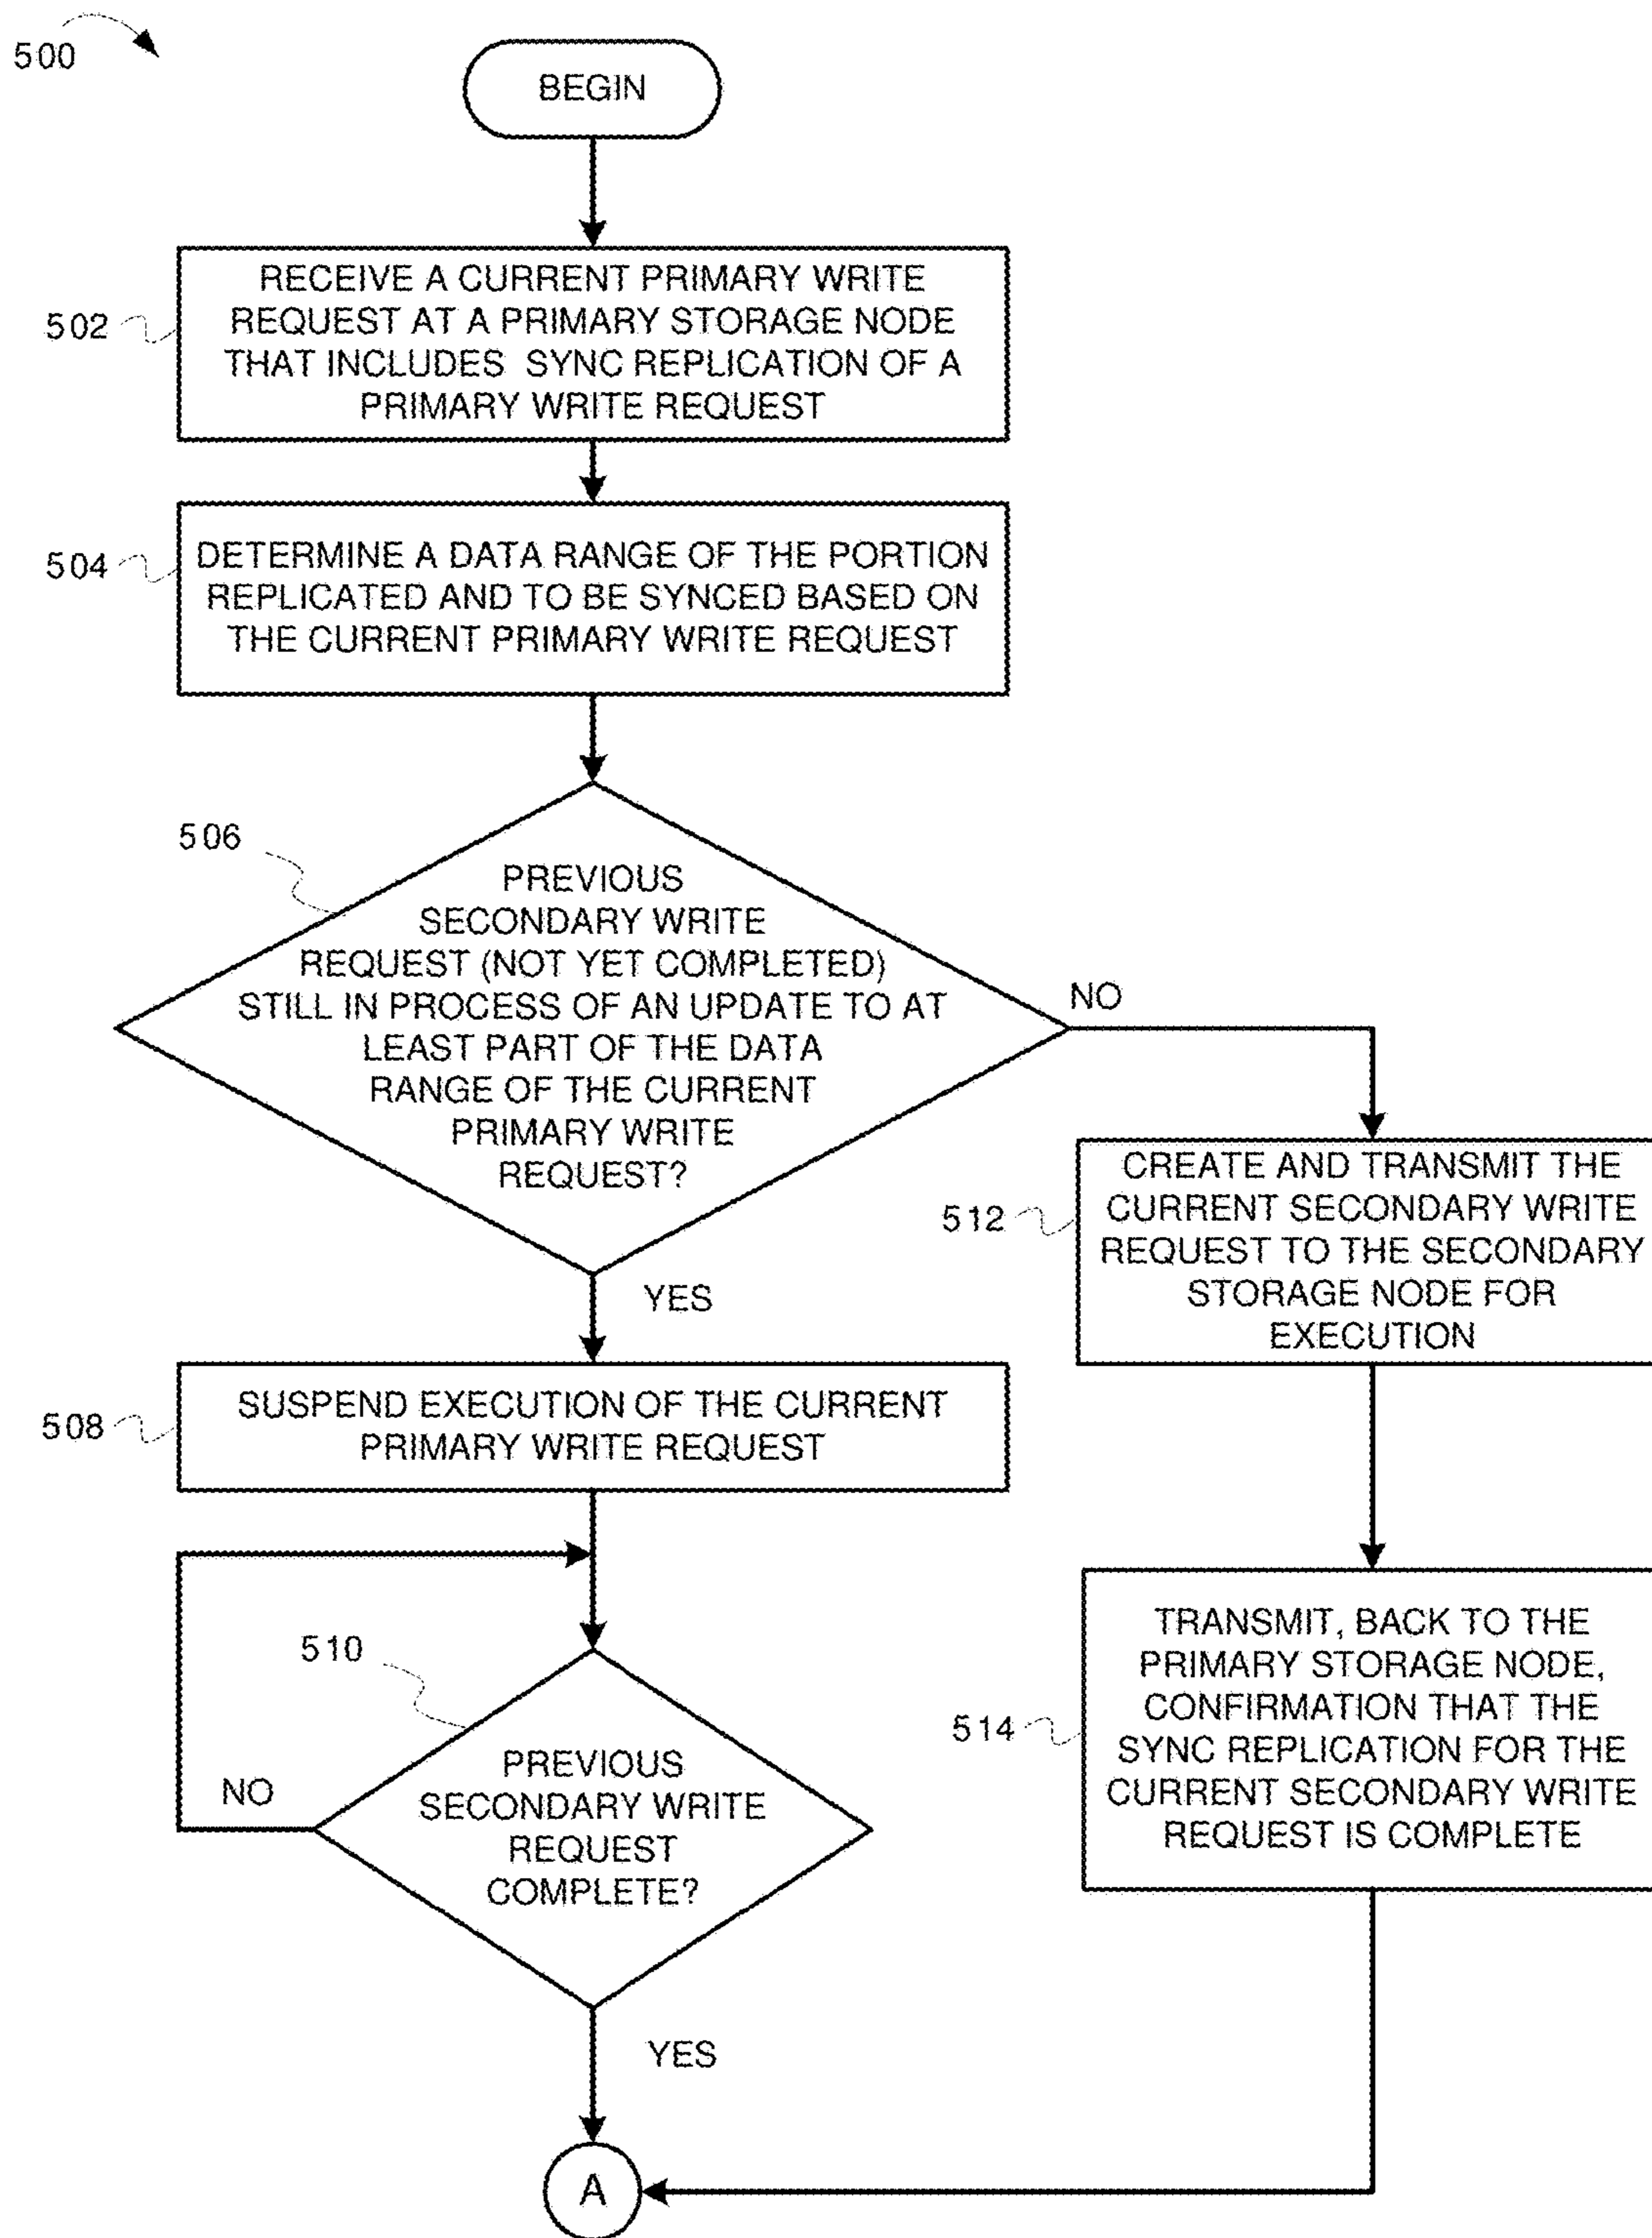 500
BEGIN
502
RECEIVE A CURRENT PRIMARY WRITE
REQUEST AT A PRIMARY STORAGE NODE
THAT INCLUDES SYNC REPLICATION OF A
PRIMARY WRITE REQUEST
504
DETERMINE A DATA RANGE OF THE PORTION
REPLICATED AND TO BE SYNCED BASED ON
THE CURRENT PRIMARY WRITE REQUEST
506
PREVIOUS
SECONDARY WRITE
REQUEST (NOT YET COMPLETED)
STILL IN PROCESS OF AN UPDATE TO AT
LEAST PART OF THE DATA
RANGE OF THE CURRENT
PRIMARY WRITE
REQUEST?
NO
YES
512
CREATE AND TRANSMIT THE
CURRENT SECONDARY WRITE
REQUEST TO THE SECONDARY
STORAGE NODE FOR
EXECUTION
508
SUSPEND EXECUTION OF THE CURRENT
PRIMARY WRITE REQUEST
510
PREVIOUS
SECONDARY WRITE
REQUEST
COMPLETE?
NO
YES
514
TRANSMIT, BACK TO THE
PRIMARY STORAGE NODE,
CONFIRMATION THAT THE
SYNC REPLICATION FOR THE
CURRENT SECONDARY WRITE
REQUEST IS COMPLETE
A